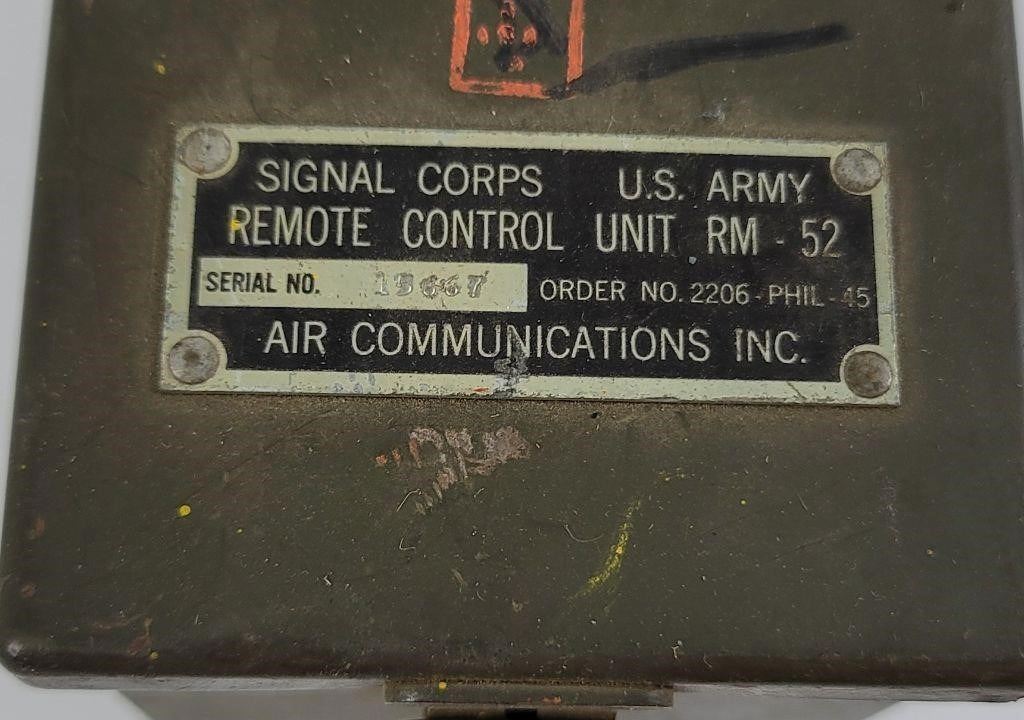 SIGNAL CORPS U.S. ARMY
REMOTE CONTROL UNIT RM - 52
SERIAL NO. 19667 ORDER NO. 2206 - PHIL - 45
AIR COMMUNICATIONS INC.